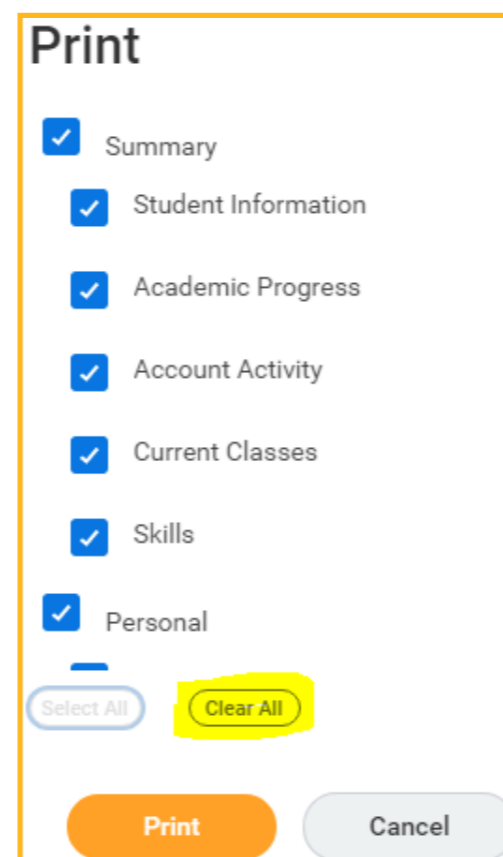 Print
Summary
Student Information
Academic Progress
Account Activity
Current Classes
Skills
Personal
Select All Clear All
Print Cancel